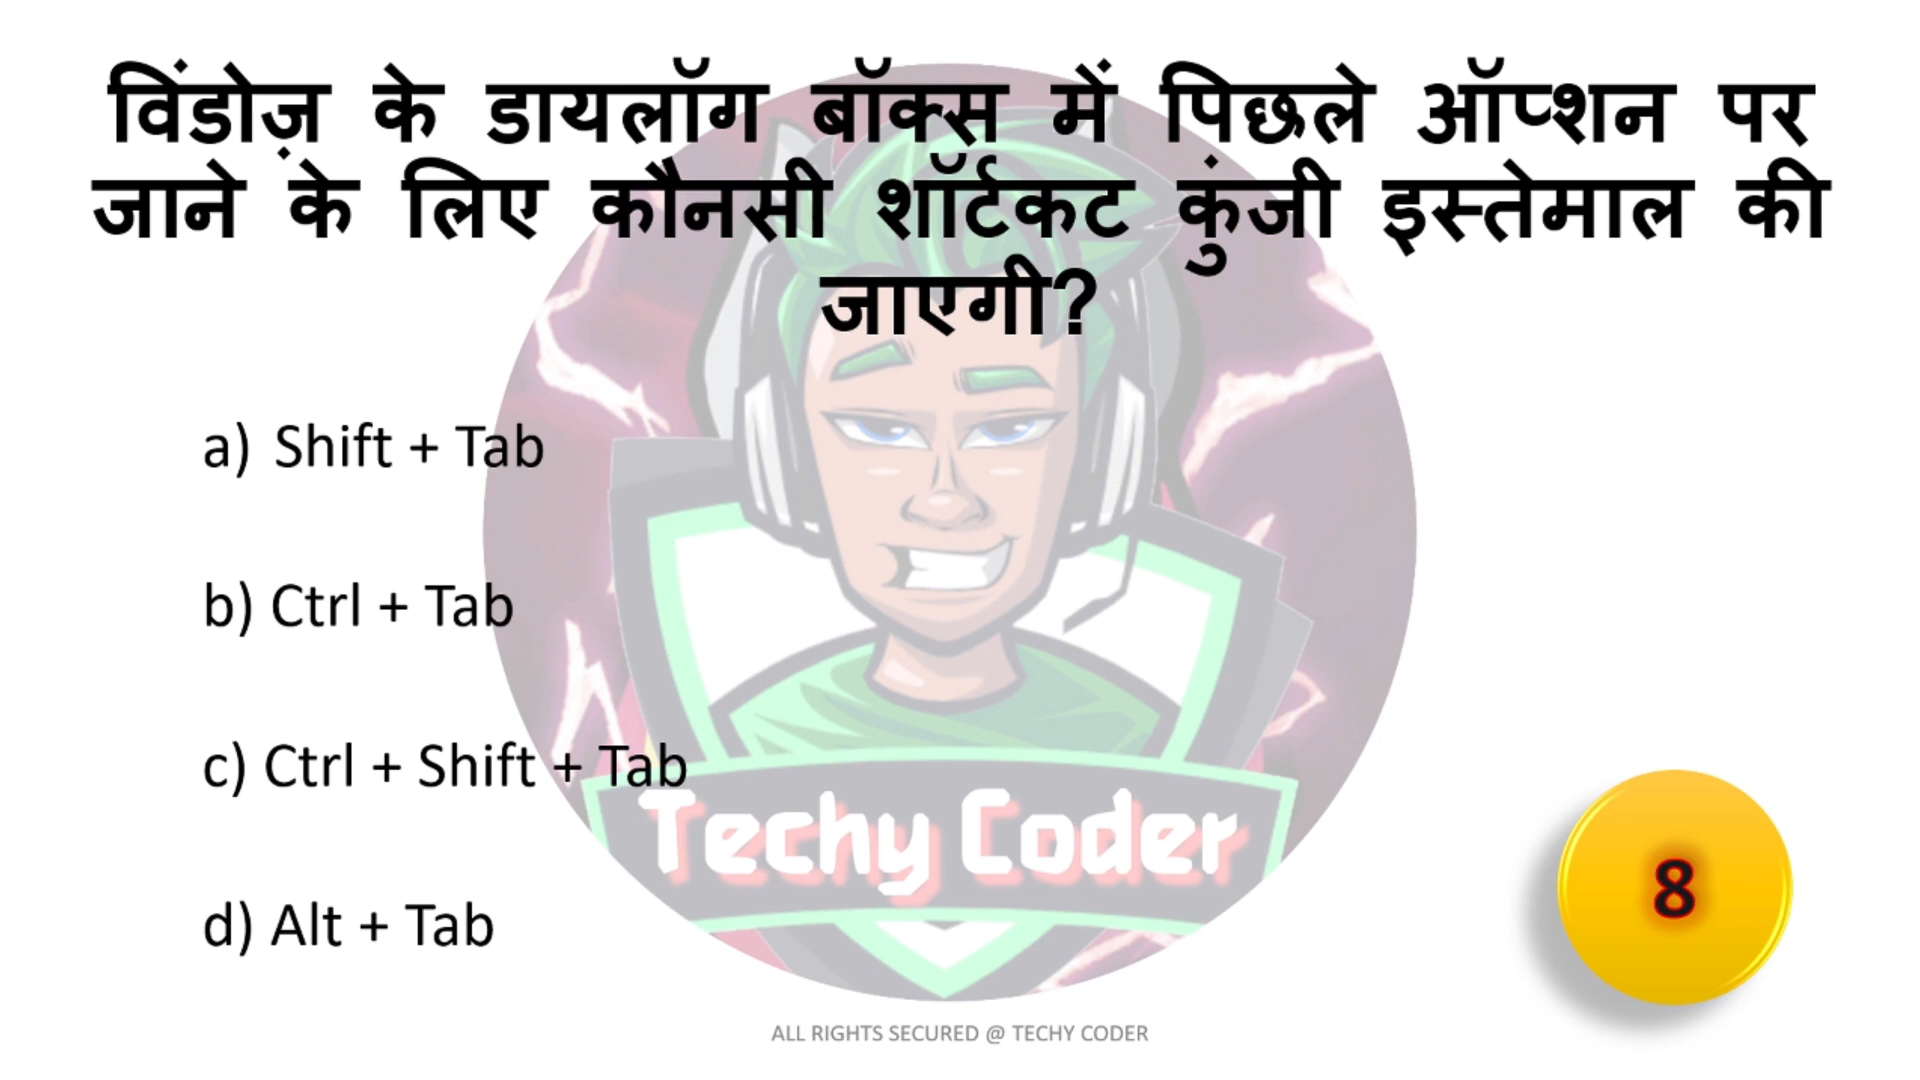 विंडोज़ के डायलॉग बॉक्स में पिछले ऑप्शन पर
जाने के लिए कौनसी शॉर्टकट कुंजी इस्तेमाल की
जाएगी?
a) Shift + Tab
b) Ctrl + Tab
c) Ctrl + Shift + Tab
d) Alt + Tab
Techy Coder
8
ALL RIGHTS SECURED @ TECHY CODER